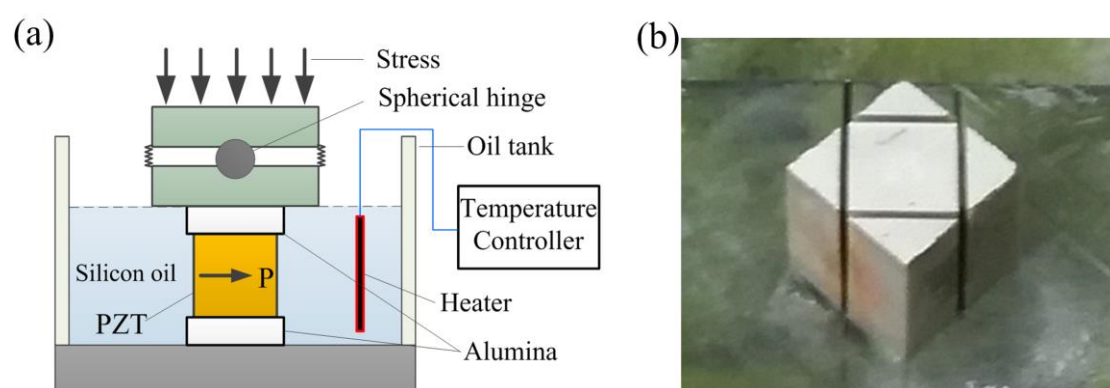 (a)
Stress
Spherical hinge
Oil tank
Temperature
Controller
Silicon oil
P
PZT
Heater
Alumina
(b)